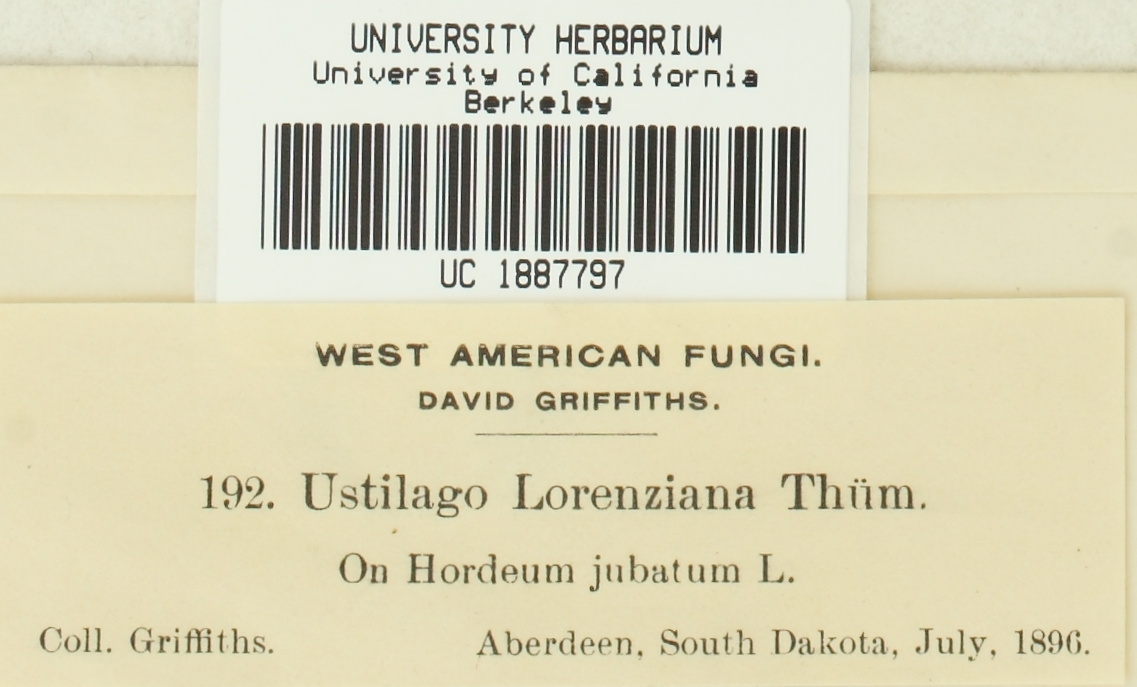 UNIVERSITY HERBARIUM
University of California
Berkeley
UC 1887797
WEST AMERICAN FUNGI.
DAVID GRIFFITHS.
192. Ustilago Lorenziana Thüm.
On Hordeum jubatum L.
Coll. Griffiths. Aberdeen, South Dakota, July, 1896.